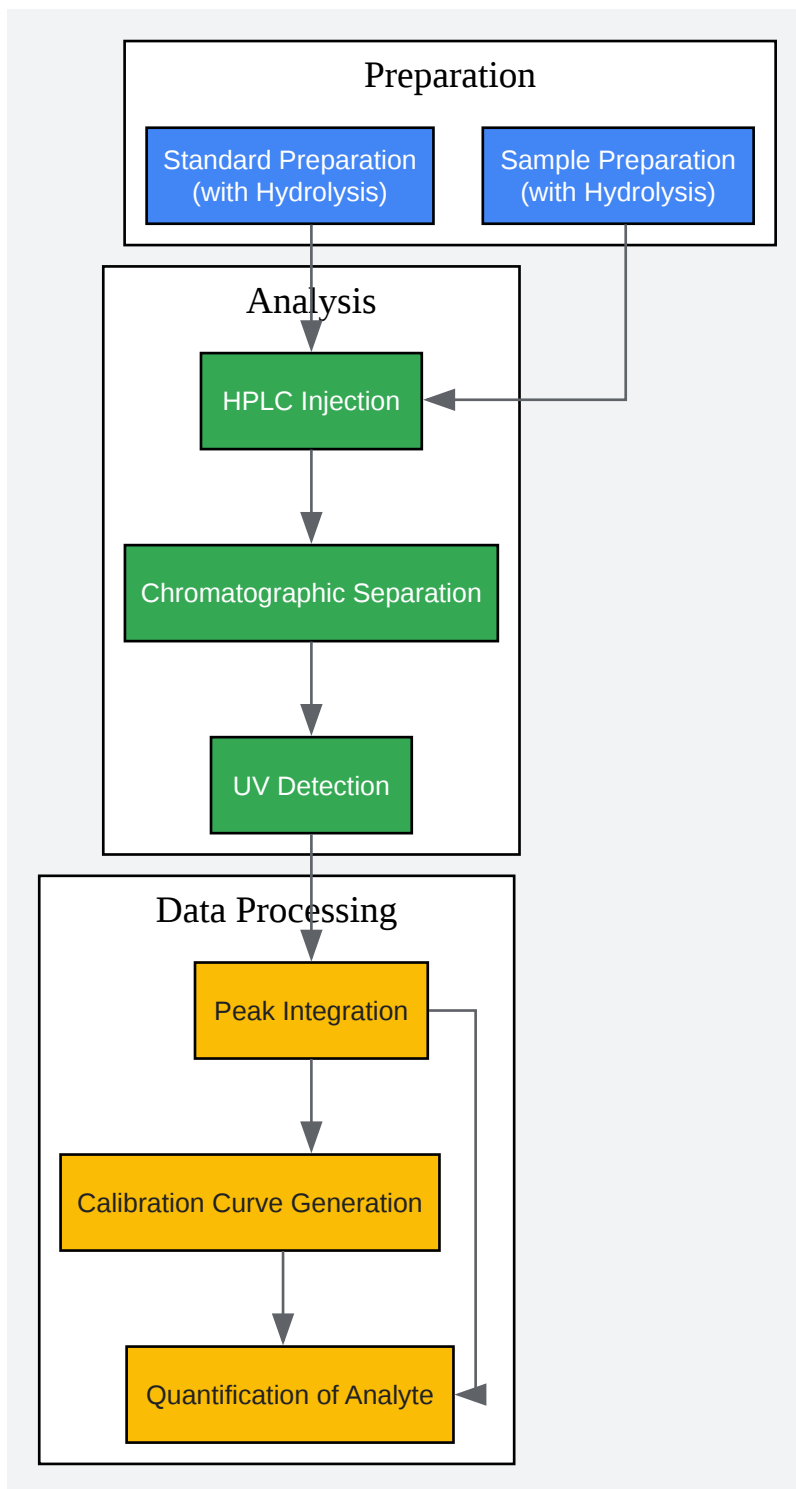 Preparation
Standard Preparation
(with Hydrolysis)
Sample Preparation
(with Hydrolysis)
Analysis
HPLC Injection
Chromatographic Separation
UV Detection
Data Processing
Peak Integration
Calibration Curve Generation
Quantification of Analyte